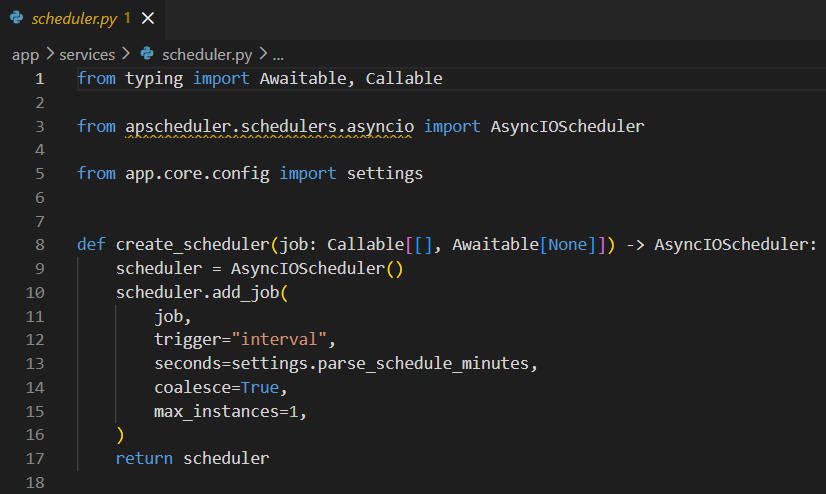 scheduler.py 1
app > services > scheduler.py > ...
1 from typing import Awaitable, Callable
2
3 from apscheduler.schedulers.asyncio import AsyncIOScheduler
4
5 from app.core.config import settings
6
7
8 def create_scheduler(job: Callable[[], Awaitable[None]]) -> AsyncIOScheduler:
9     scheduler = AsyncIOScheduler()
10     scheduler.add_job(
11         job,
12         trigger="interval",
13         seconds=settings.parse_schedule_minutes,
14         coalesce=True,
15         max_instances=1,
16     )
17     return scheduler
18